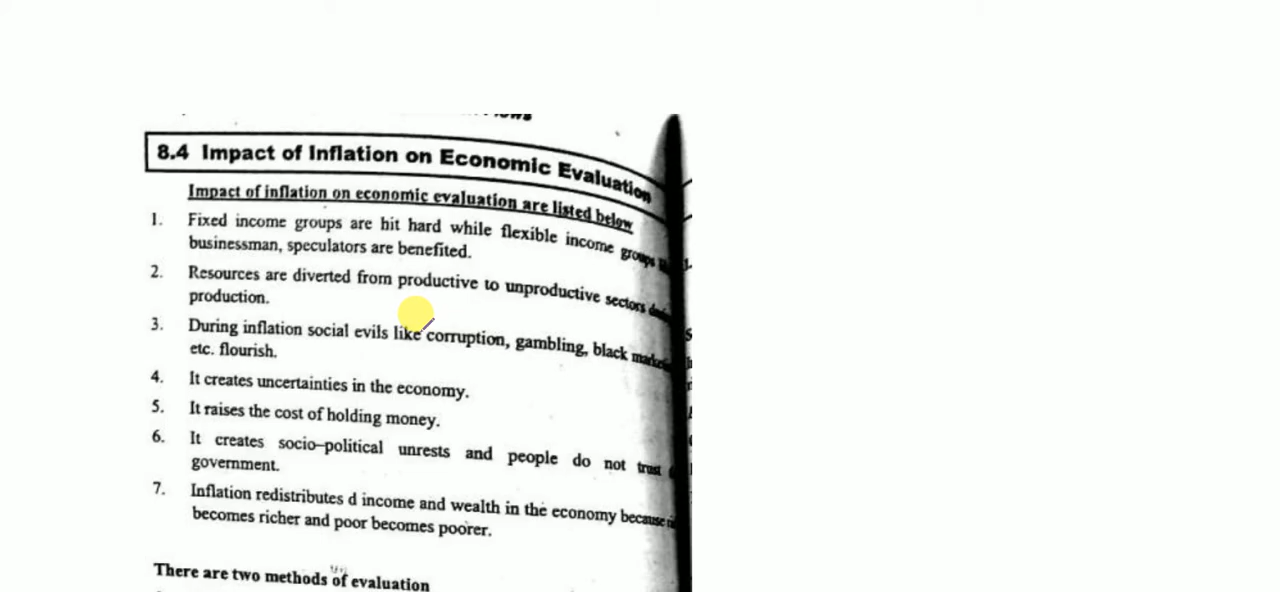 8.4 Impact of Inflation on Economic Evaluation
Impact of inflation on economic evaluation are listed below
1. Fixed income groups are hit hard while flexible income groups
businessman, speculators are benefited.
2. Resources are diverted from productive to unproductive sectors
production.
3. During inflation social evils like corruption, gambling, black
etc. flourish.
4. It creates uncertainties in the economy.
5. It raises the cost of holding money.
6. It creates socio–political unrests and people do not trust
government.
7. Inflation redistributes d income and wealth in the economy because
becomes richer and poor becomes poorer.
There are two methods of evaluation